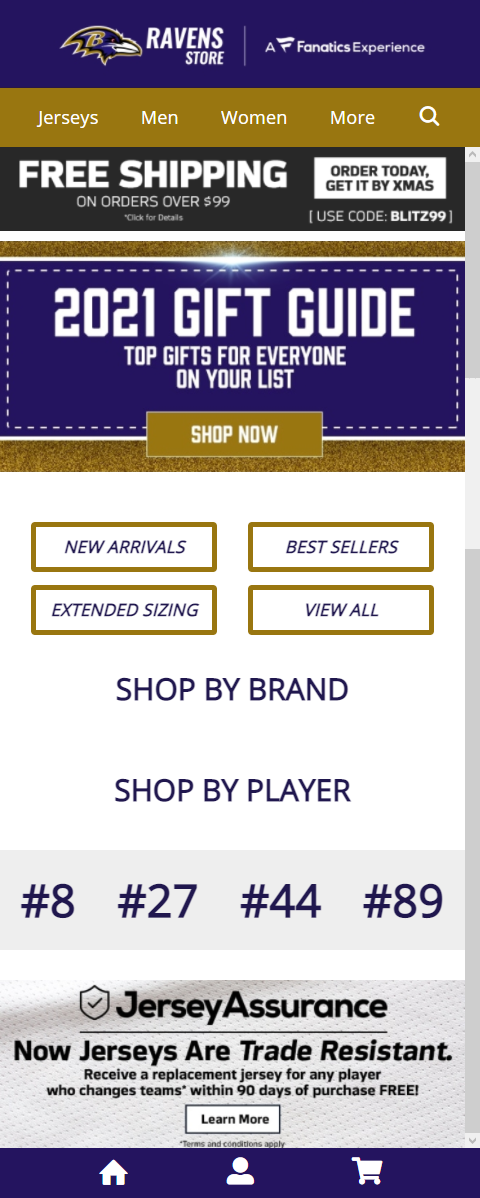 RAVENS
STORE
A Fanatics Experience
Jerseys Men Women More
FREE SHIPPING
ON ORDERS OVER $99
*Click for Details
ORDER TODAY,
GET IT BY XMAS
[ USE CODE: BLITZ99 ]
2021 GIFT GUIDE
TOP GIFTS FOR EVERYONE
ON YOUR LIST
SHOP NOW
NEW ARRIVALS BEST SELLERS
EXTENDED SIZING VIEW ALL
SHOP BY BRAND
SHOP BY PLAYER
#8 #27 #44 #89
JerseyAssurance
Now Jerseys Are Trade Resistant.
Receive a replacement jersey for any player
who changes teams* within 90 days of purchase FREE!
Learn More
*Terms and conditions apply